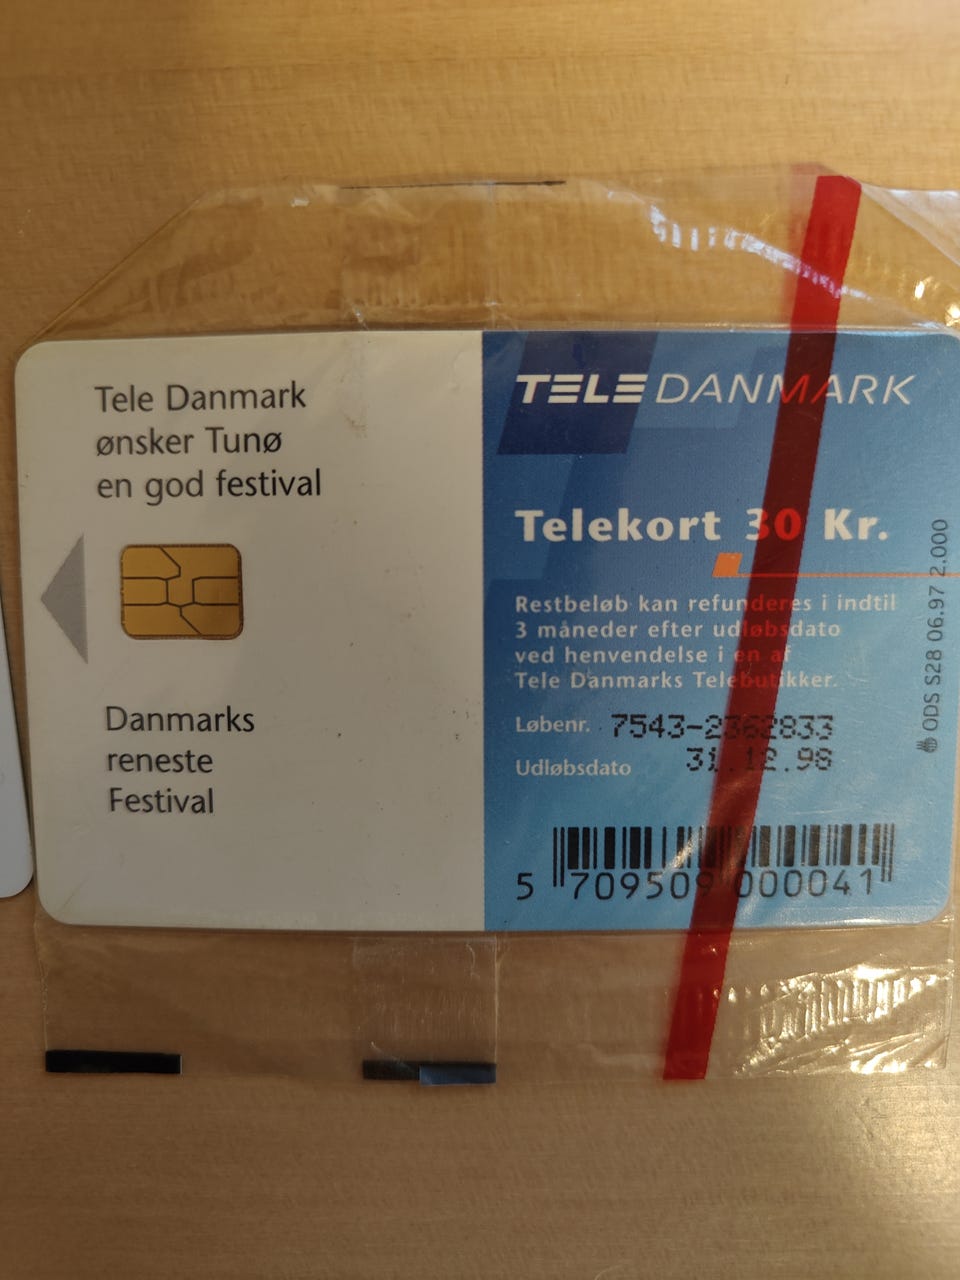 Tele Danmark
ønsker Tunø
en god festival
Danmarks
reneste
Festival
TELE DANMARK
Telekort 30 Kr.
Restbeløb kan refunderes i indtil
3 måneder efter udløbsdato
ved henvendelse i en af
Tele Danmarks Telebutikker.
Løbenr. 7543-2362833
Udløbsdato 31.12.98
5 709509 000041
ODS S28 06.97 2.000